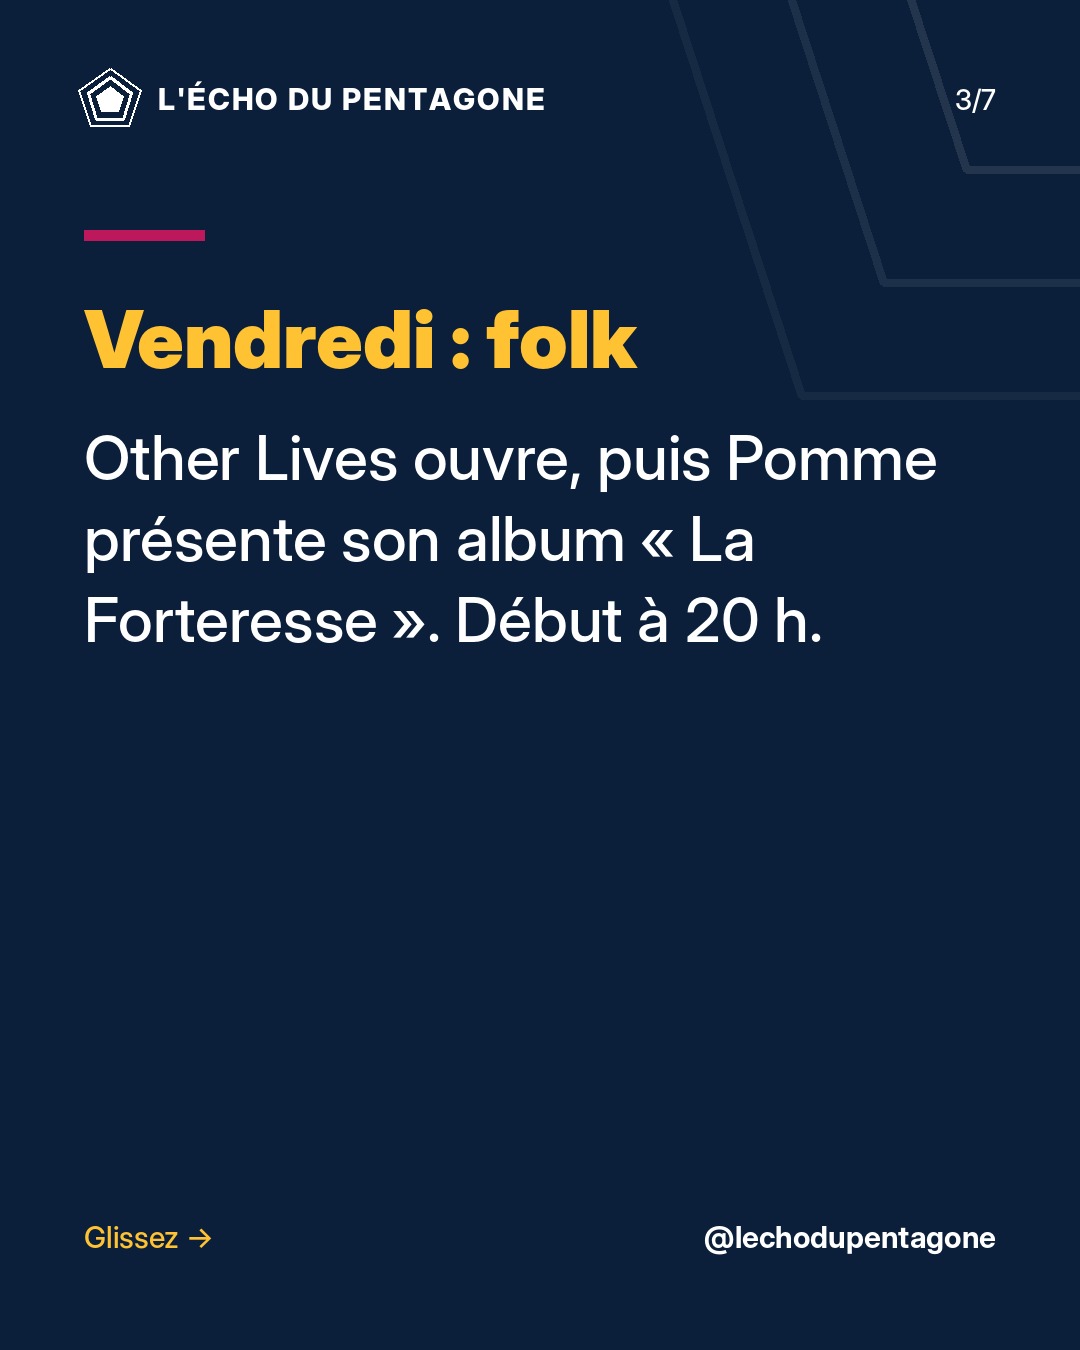 L'ÉCHO DU PENTAGONE
3/7
Vendredi : folk
Other Lives ouvre, puis Pomme
présente son album « La
Forteresse ». Début à 20 h.
Glissez →
@lechodupentagone